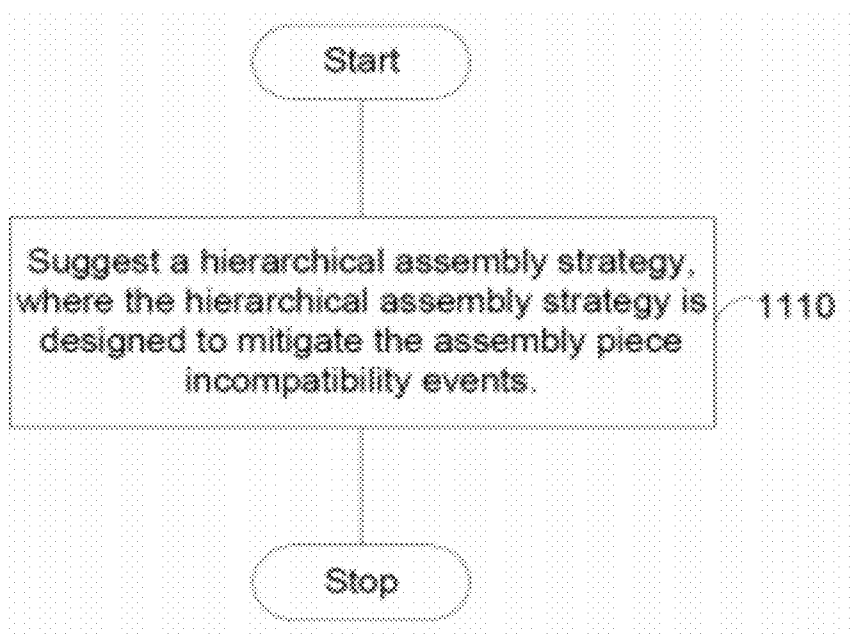 Start
Suggest a hierarchical assembly strategy,
where the hierarchical assembly strategy is
designed to mitigate the assembly piece
incompatibility events.
1110
Stop